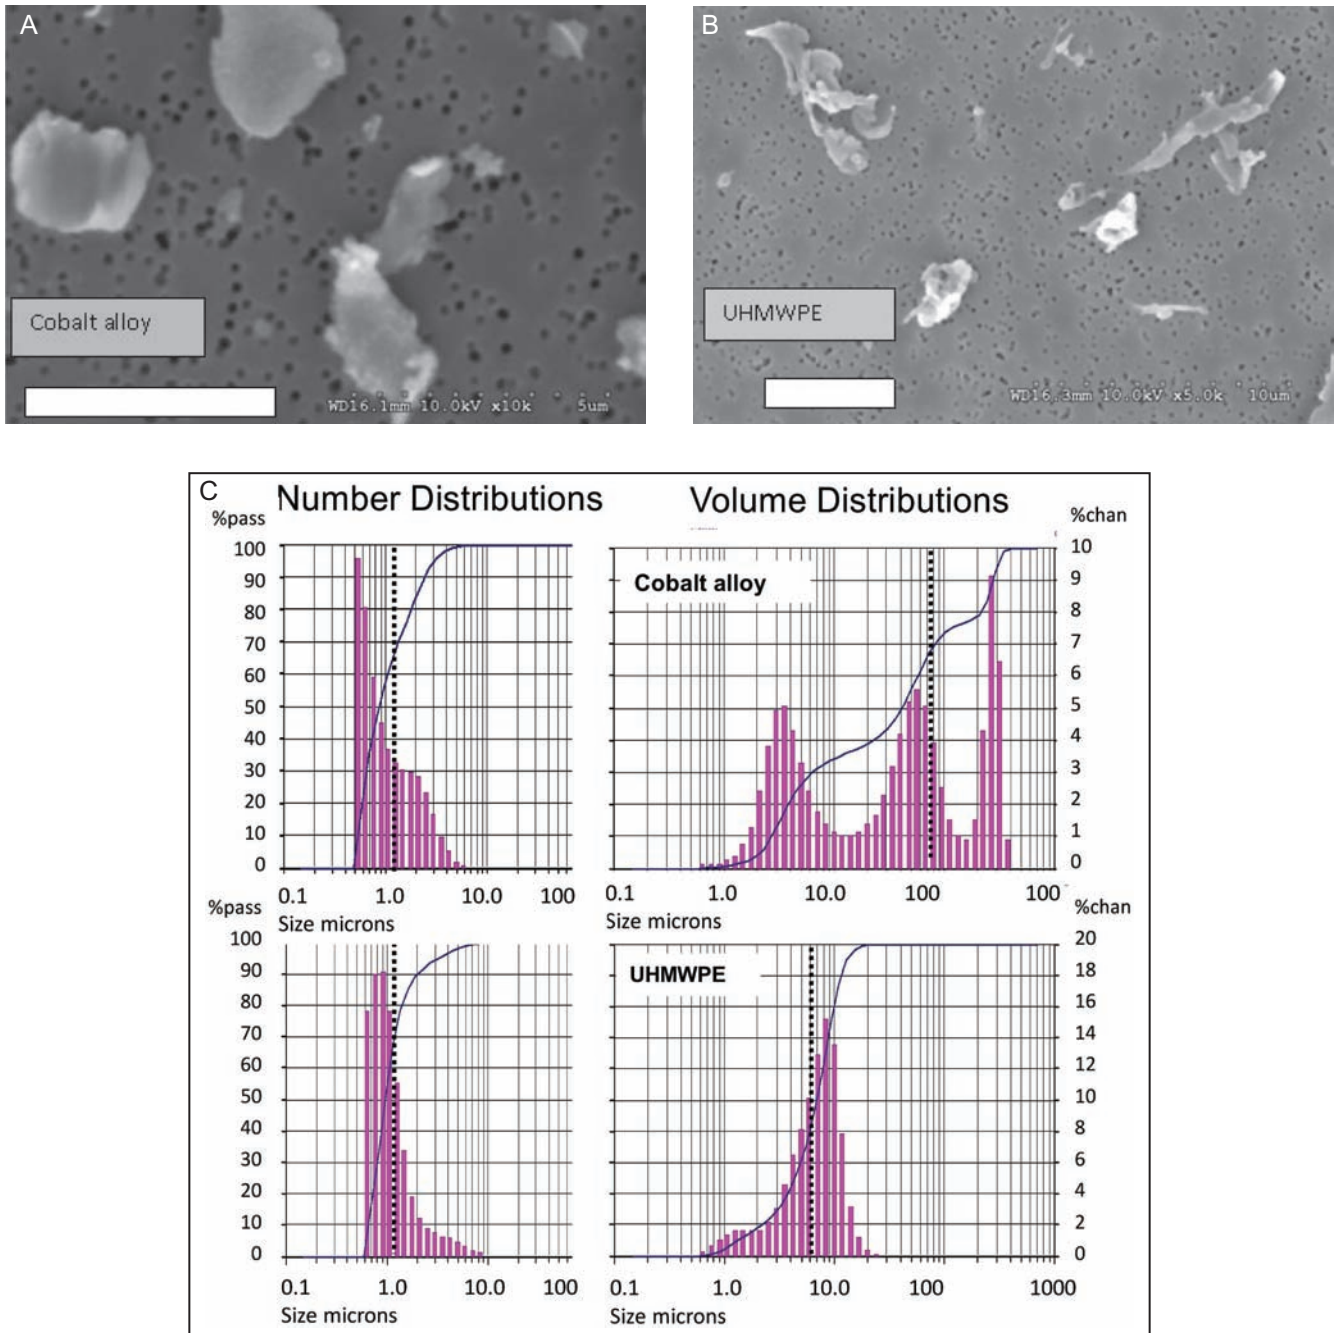 A
Cobalt alloy
WD16.1mm 10.0kV x10k 5um
B
UHMWPE
WD16.3mm 10.0kV x5.0k 10um
C
Number Distributions
Volume Distributions
%pass
%chan
100
90
80
70
60
50
40
30
20
10
0
0.1 1.0 10.0 100
Size microns
Cobalt alloy
10
9
8
7
6
5
4
3
2
1
0
0.1 1.0 10.0 100 100
Size microns
%pass
%chan
100
90
80
70
60
50
40
30
20
10
0
0.1 1.0 10.0 100
Size microns
UHMWPE
20
18
16
14
12
10
8
6
4
2
0
0.1 1.0 10.0 100 1000
Size microns